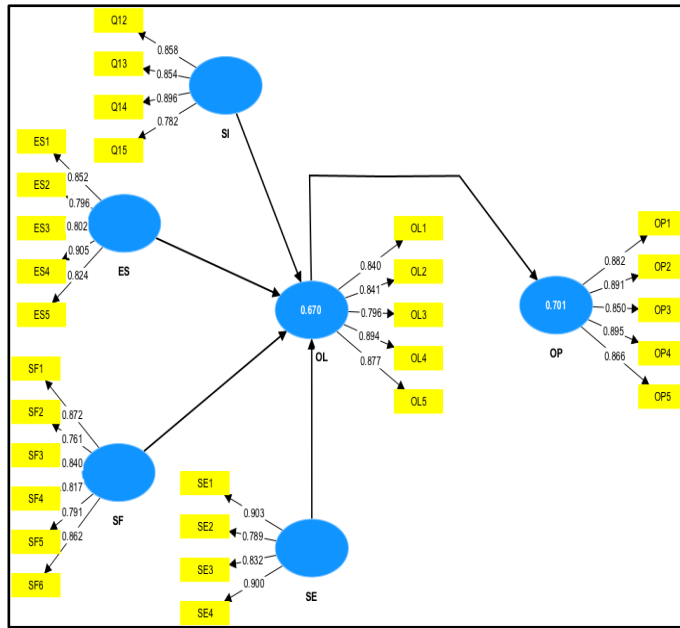 Q12
0.858
Q13
0.854
Q14
0.896
Q15
0.782
SI
ES1
0.852
ES2
0.796
ES3
0.802
ES4
0.905
ES5
0.824
ES
OL1
0.840
OL2
0.841
OL3
0.796
OL4
0.894
OL5
0.877
0.670
OL
OP1
0.882
OP2
0.891
OP3
0.850
OP4
0.895
OP5
0.866
0.701
OP
SF1
0.872
SF2
0.761
SF3
0.840
SF4
0.817
SF5
0.791
SF6
0.862
SF
SE1
0.903
SE2
0.789
SE3
0.832
SE4
0.900
SE